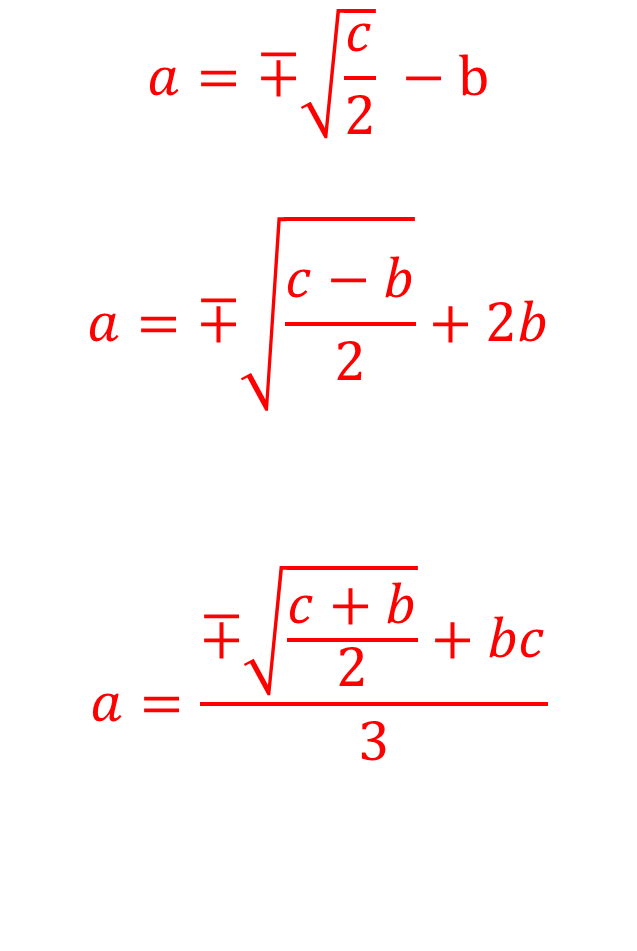 a = ∓√(c/2) − b
a = ∓√((c − b)/2) + 2b
a = (∓√((c + b)/2) + bc)/3